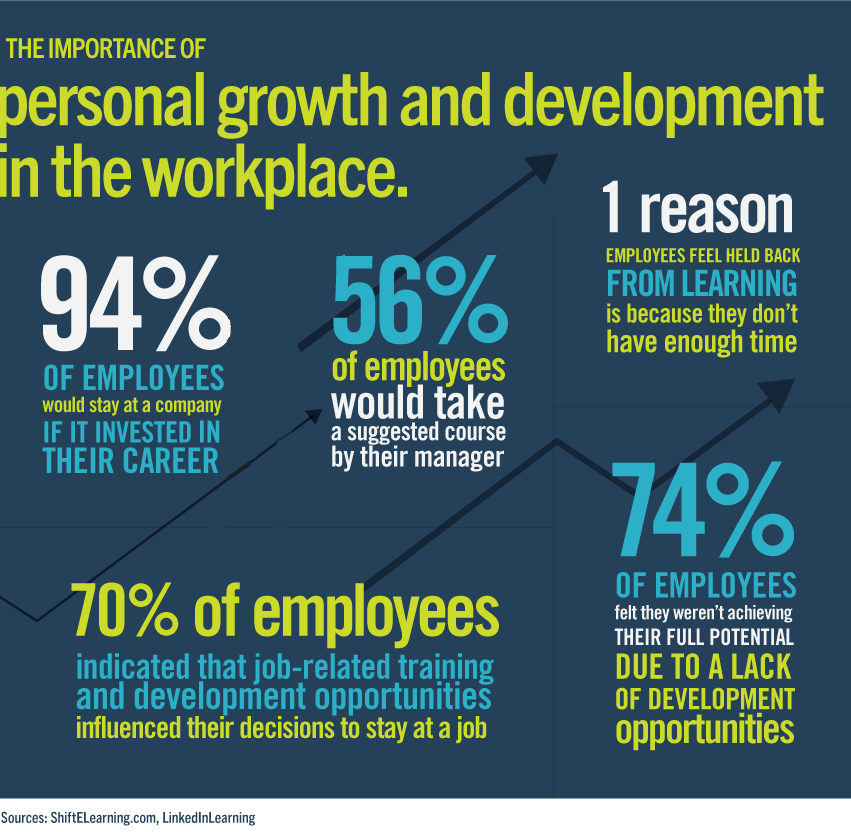 THE IMPORTANCE OF
personal growth and development
in the workplace.
94%
OF EMPLOYEES
would stay at a company
IF IT INVESTED IN
THEIR CAREER
56%
of employees
would take
a suggested course
by their manager
1 reason
EMPLOYEES FEEL HELD BACK
FROM LEARNING
is because they don't
have enough time
70% of employees
indicated that job-related training
and development opportunities
influenced their decisions to stay at a job
74%
OF EMPLOYEES
felt they weren't achieving
THEIR FULL POTENTIAL
DUE TO A LACK
OF DEVELOPMENT
opportunities
Sources: ShiftELearning.com, LinkedInLearning